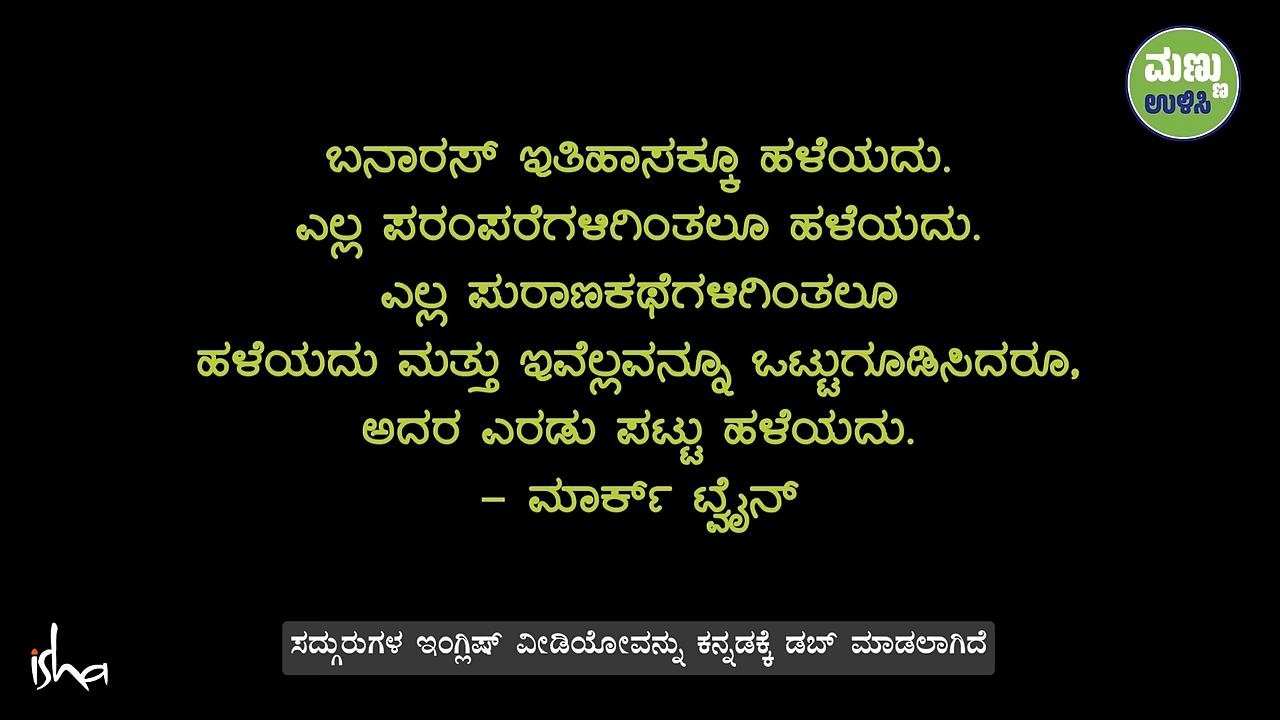 ಮಣ್ಣು
ಉಳಿಸಿ
ಬನಾರಸ್ ಇತಿಹಾಸಕ್ಕೂ ಹಳೆಯದು.
ಎಲ್ಲ ಪರಂಪರೆಗಳಿಗಿಂತಲೂ ಹಳೆಯದು.
ಎಲ್ಲ ಪುರಾಣಕಥೆಗಳಿಗಿಂತಲೂ
ಹಳೆಯದು ಮತ್ತು ಇವೆಲ್ಲವನ್ನೂ ಒಟ್ಟುಗೂಡಿಸಿದರೂ,
ಅದರ ಎರಡು ಪಟ್ಟು ಹಳೆಯದು.
– ಮಾರ್ಕ್ ಟ್ವೈನ್
ಸದ್ಗುರುಗಳ ಇಂಗ್ಲಿಷ್ ವೀಡಿಯೋವನ್ನು ಕನ್ನಡಕ್ಕೆ ಡಬ್ ಮಾಡಲಾಗಿದೆ
isha